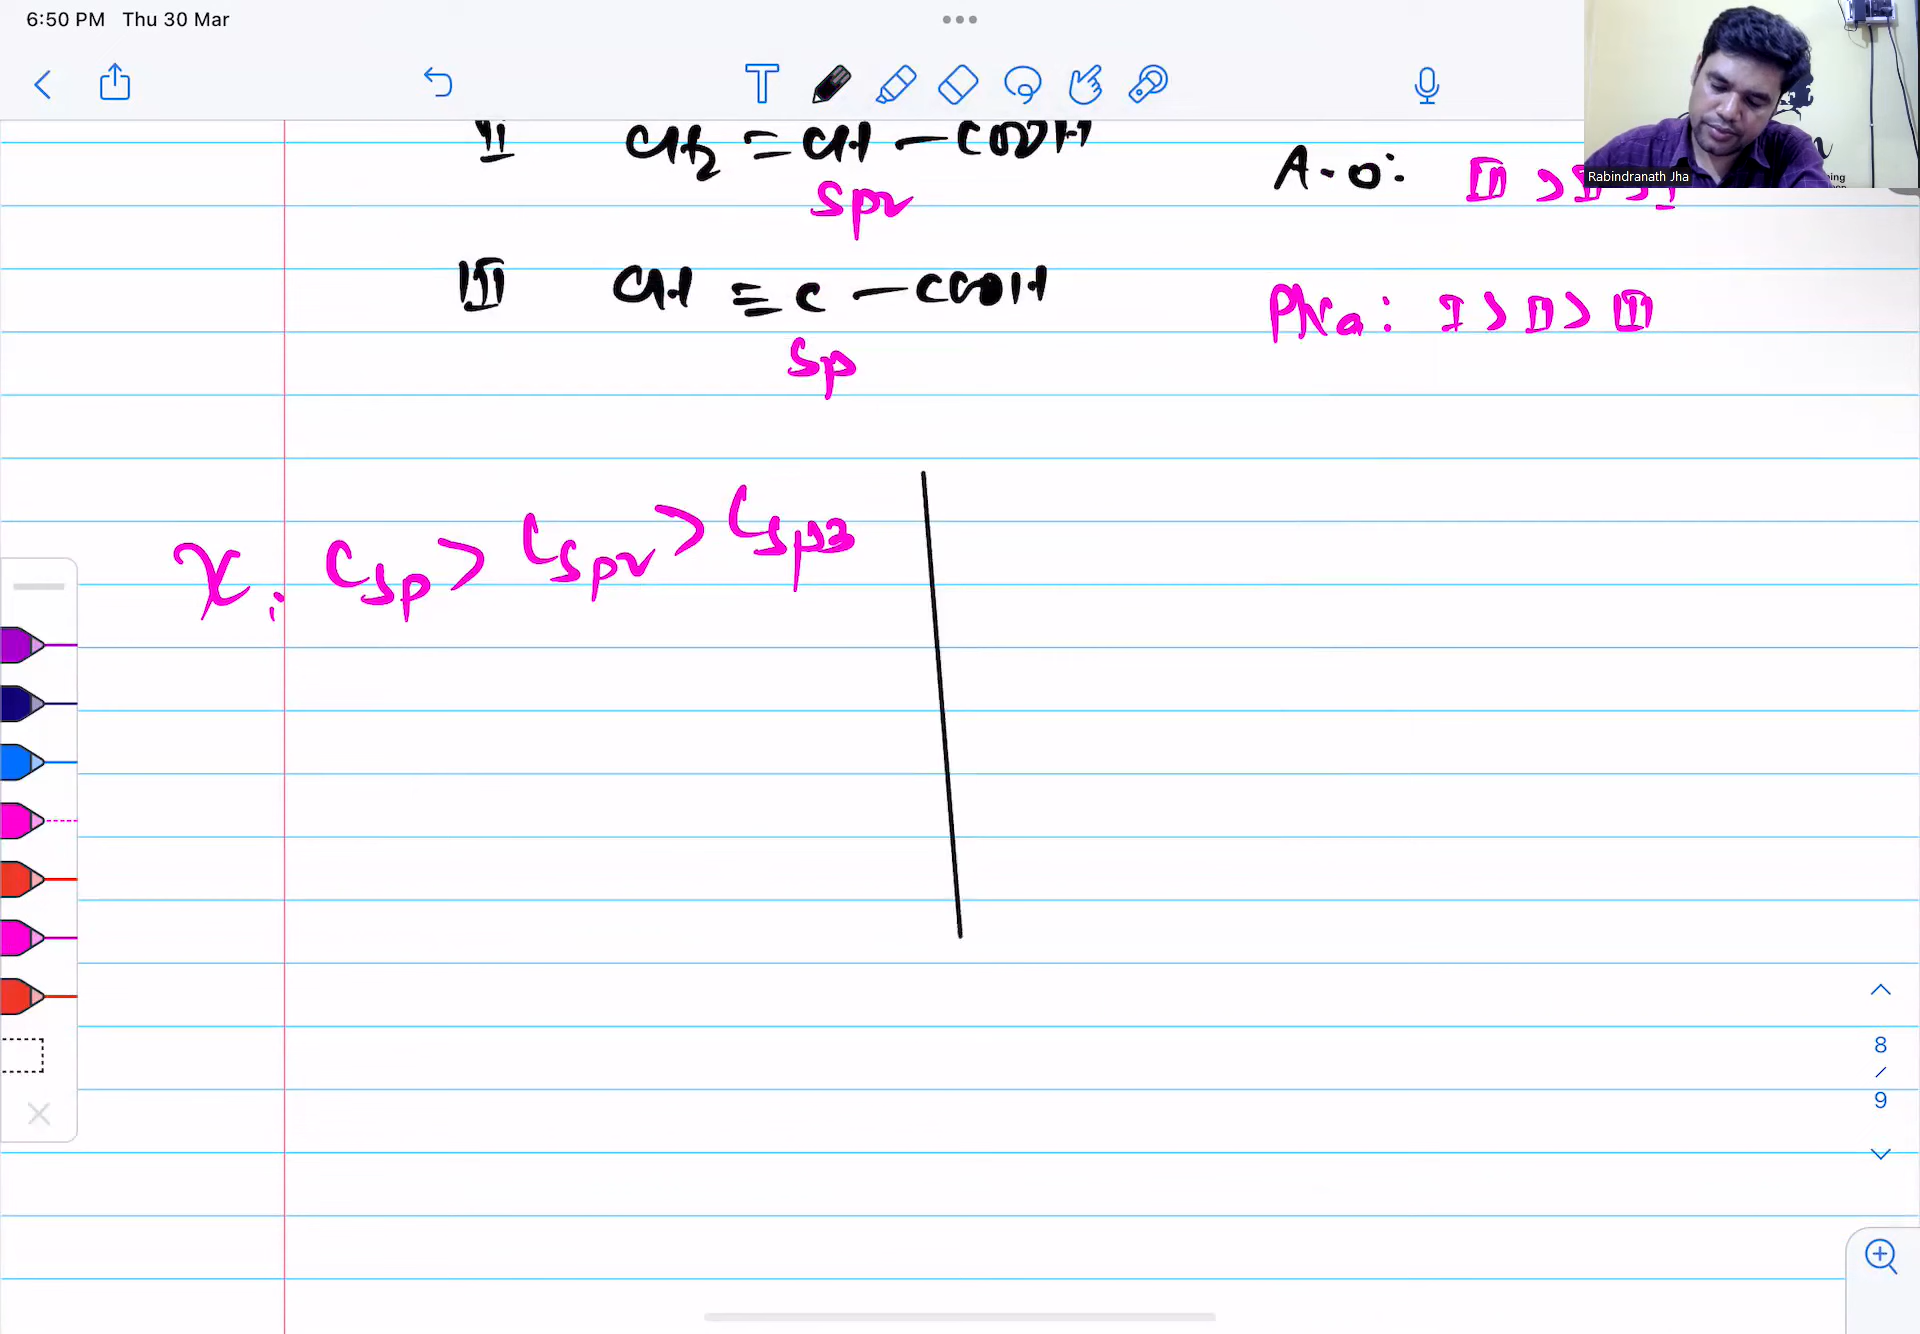 6:50 PM Thu 30 Mar
II CH2 = CH – COOH
sp2
A.O: III > II > I
Rabindranath Jha
III CH ≡ C – COOH
sp
PKa: I > II > III
χ: Csp > Csp2 > Csp3
8
/
9